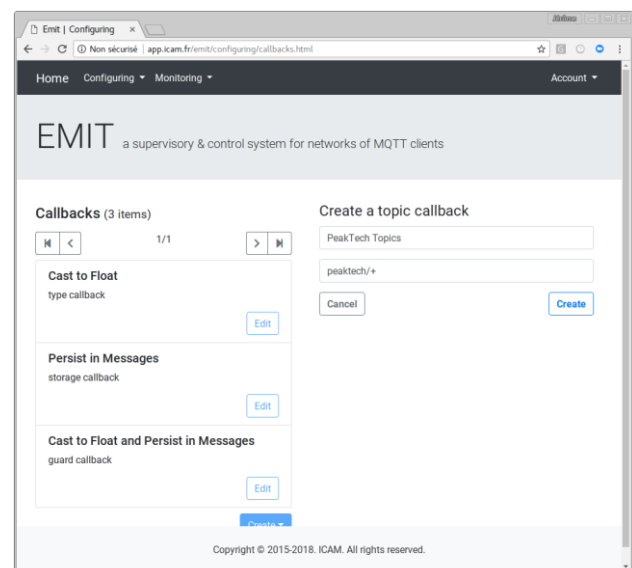 Emit | Configuring
Non sécurisé | app.icam.fr/emit/configuring/callbacks.html
Home Configuring Monitoring Account
EMIT a supervisory & control system for networks of MQTT clients
Callbacks (3 items)
1/1
Cast to Float
type callback
Edit
Persist in Messages
storage callback
Edit
Cast to Float and Persist in Messages
guard callback
Edit
Create
Create a topic callback
PeakTech Topics
peaktech/+
Cancel Create
Copyright © 2015-2018. ICAM. All rights reserved.